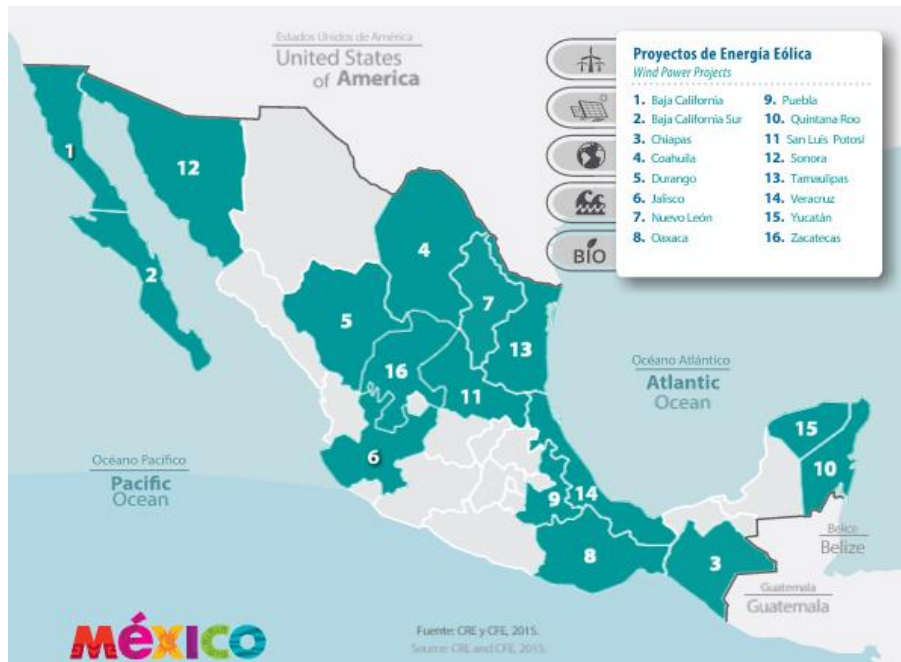 Estados Unidos de América
United States
of America
Proyectos de Energía Eólica
Wind Power Projects
1. Baja California
2. Baja California Sur
3. Chiapas
4. Coahuila
5. Durango
6. Jalisco
7. Nuevo León
8. Oaxaca
9. Puebla
10. Quintana Roo
11 San Luis Potosí
12. Sonora
13. Tamaulipas
14. Veracruz
15. Yucatán
16. Zacatecas
BIO
1
12
2
4
7
5
13
16
11
6
Océano Atlántico
Atlantic
Ocean
15
10
Océano Pacífico
Pacific
Ocean
9
14
8
3
Belice
Belize
Guatemala
Guatemala
MéXICO
Fuente: CRE y CFE, 2015.
Source: CRE and CFE, 2015.